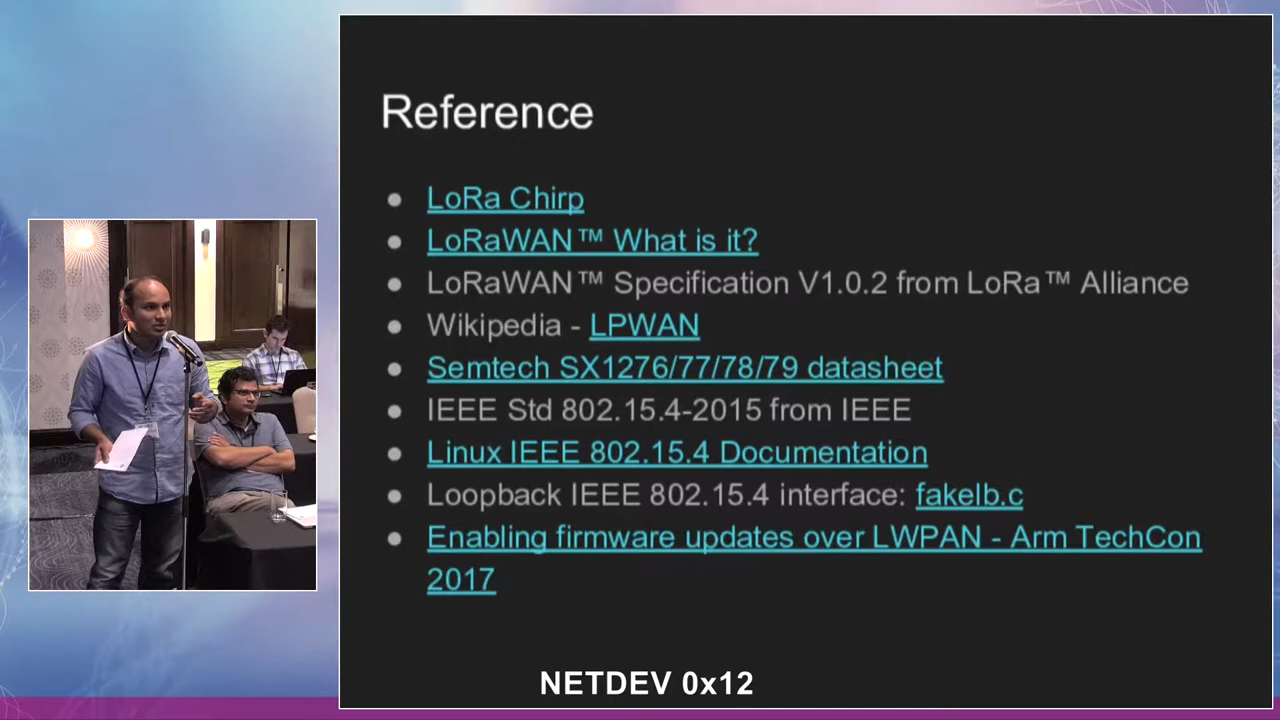 Reference
LoRa Chirp
LoRaWAN™ What is it?
LoRaWAN™ Specification V1.0.2 from LoRa™ Alliance
Wikipedia - LPWAN
Semtech SX1276/77/78/79 datasheet
IEEE Std 802.15.4-2015 from IEEE
Linux IEEE 802.15.4 Documentation
Loopback IEEE 802.15.4 interface: fakelb.c
Enabling firmware updates over LWPAN - Arm TechCon
2017
NETDEV 0x12